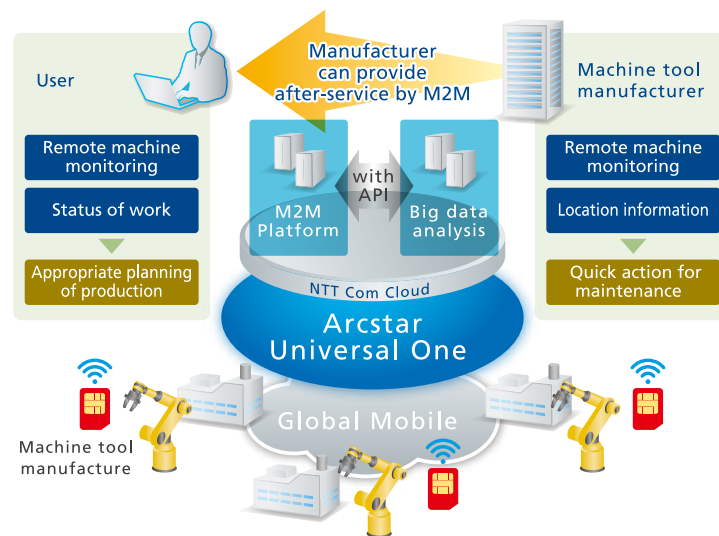 User
Manufacturer
can provide
after-service by M2M
Machine tool
manufacturer
Remote machine
monitoring
Status of work
Appropriate planning
of production
with
API
M2M
Platform
Big data
analysis
Remote machine
monitoring
Location information
Quick action for
maintenance
NTT Com Cloud
Arcstar
Universal One
Global Mobile
Machine tool
manufacture